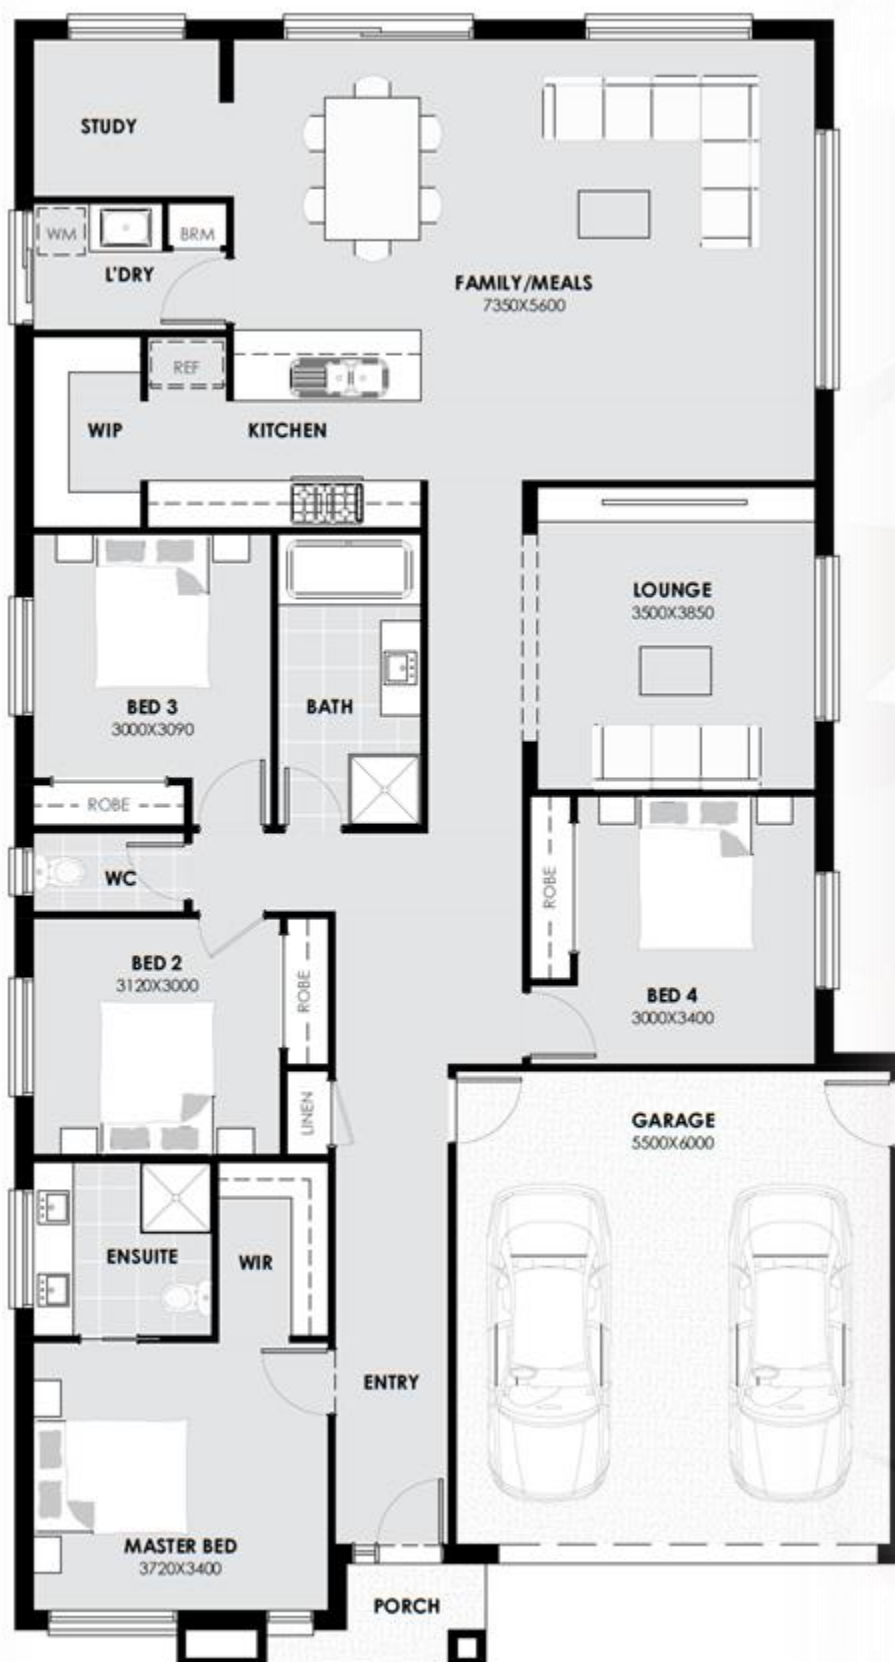 STUDY
WM
BRM
L'DRY
FAMILY/MEALS
7350X5600
REF
WIP
KITCHEN
LOUNGE
3500X3850
BED 3
3000X3090
BATH
ROBE
WC
ROBE
BED 2
3120X3000
ROBE
BED 4
3000X3400
LINEN
GARAGE
5500X6000
ENSUITE
WIR
ENTRY
MASTER BED
3720X3400
PORCH